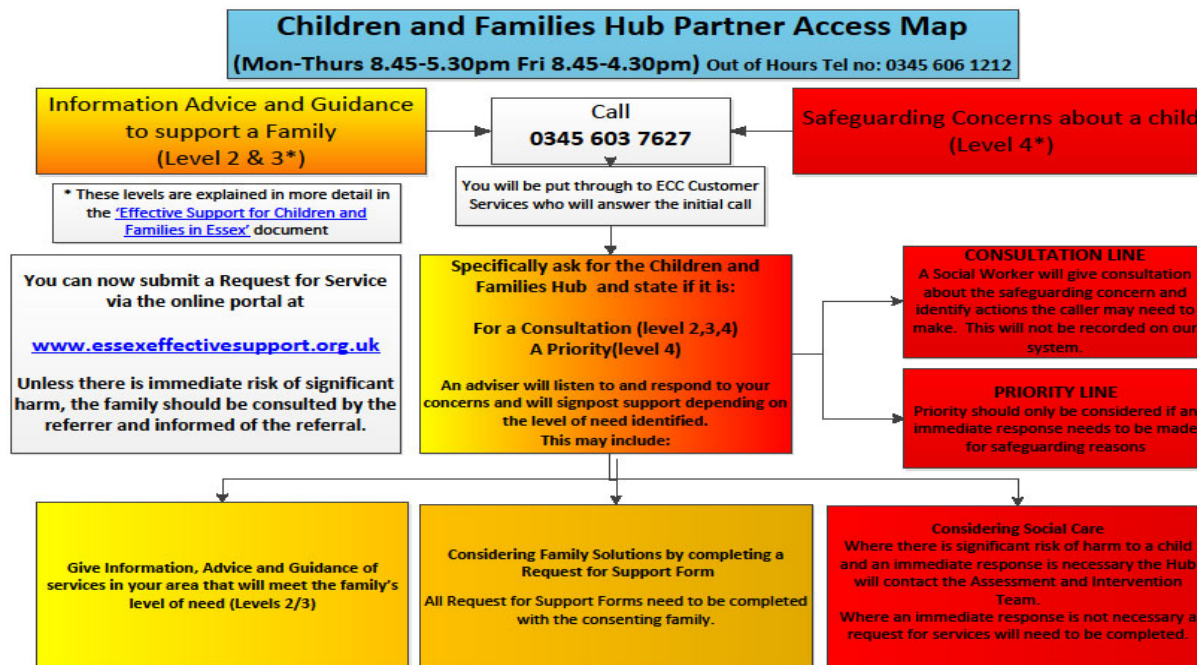 Children and Families Hub Partner Access Map
(Mon-Thurs 8.45-5.30pm Fri 8.45-4.30pm) Out of Hours Tel no: 0345 606 1212
Information Advice and Guidance
to support a Family
(Level 2 & 3*)
Call
0345 603 7627
Safeguarding Concerns about a child
(Level 4*)
* These levels are explained in more detail in
the 'Effective Support for Children and
Families in Essex' document
You will be put through to ECC Customer
Services who will answer the initial call
You can now submit a Request for Service
via the online portal at
www.essexeffectivesupport.org.uk
Unless there is immediate risk of significant
harm, the family should be consulted by the
referrer and informed of the referral.
Specifically ask for the Children and
Families Hub and state if it is:
For a Consultation (level 2,3,4)
A Priority(level 4)
An adviser will listen to and respond to your
concerns and will signpost support depending on
the level of need identified.
This may include:
CONSULTATION LINE
A Social Worker will give consultation
about the safeguarding concern and
identify actions the caller may need to
make. This will not be recorded on our
system.
PRIORITY LINE
Priority should only be considered if an
immediate response needs to be made
for safeguarding reasons
Give Information, Advice and Guidance of
services in your area that will meet the family's
level of need (Levels 2/3)
Considering Family Solutions by completing a
Request for Support Form
All Request for Support Forms need to be completed
with the consenting family.
Considering Social Care
Where there is significant risk of harm to a child
and an immediate response is necessary the Hub
will contact the Assessment and Intervention
Team.
Where an immediate response is not necessary a
request for services will need to be completed.